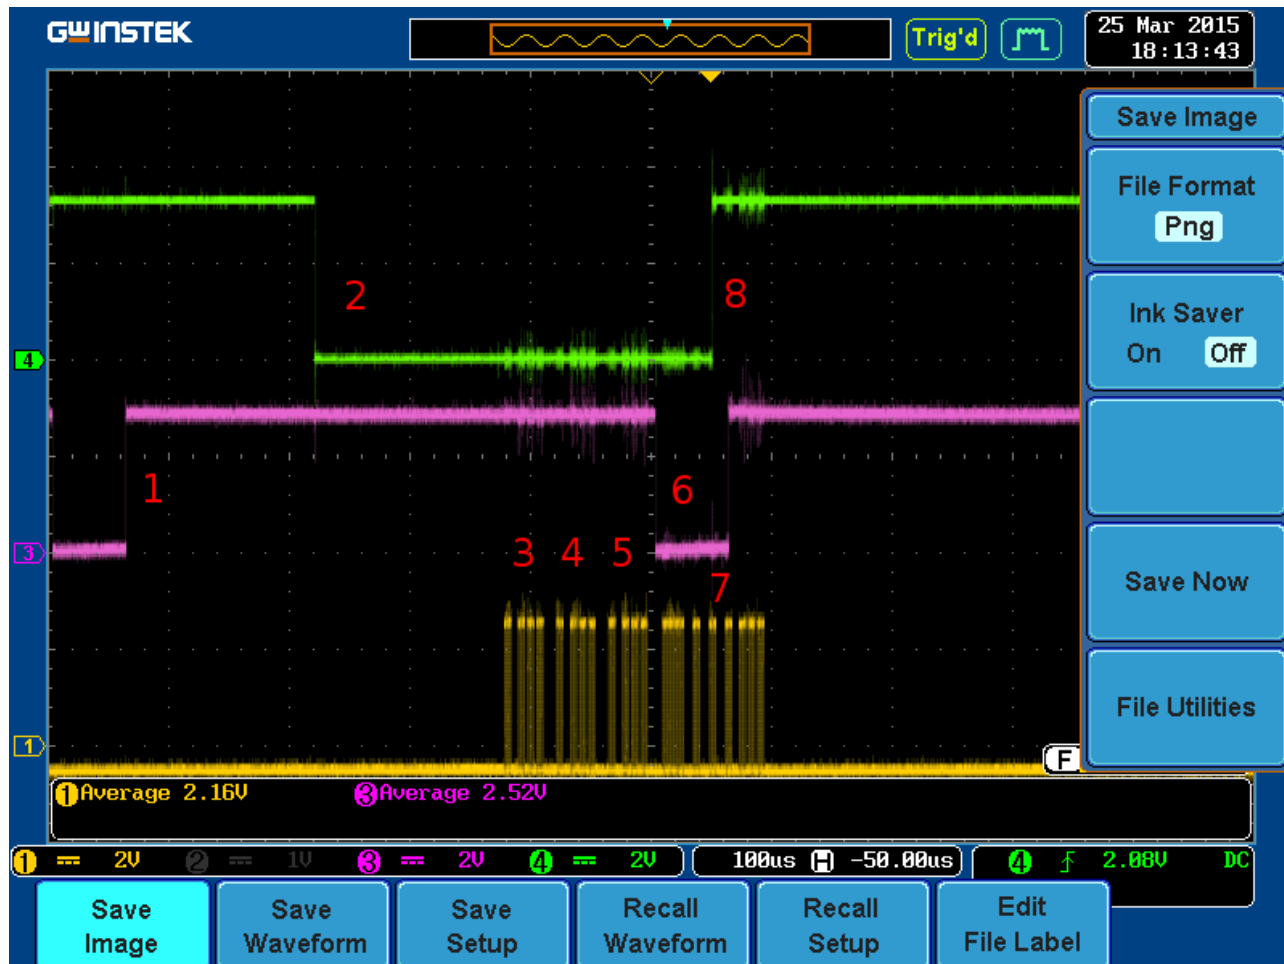 GWINSTEK
Trig'd
25 Mar 2015
18:13:43
Save Image
File Format
Png
Ink Saver
On Off
Save Now
File Utilities
2
8
4
1
6
3
3 4 5
7
1
F
1 Average 2.16V 3 Average 2.52V
1 2V 2 1V 3 2V 4 2V 100us H -50.00us 4 2.08V DC
Save Image
Save Waveform
Save Setup
Recall Waveform
Recall Setup
Edit File Label